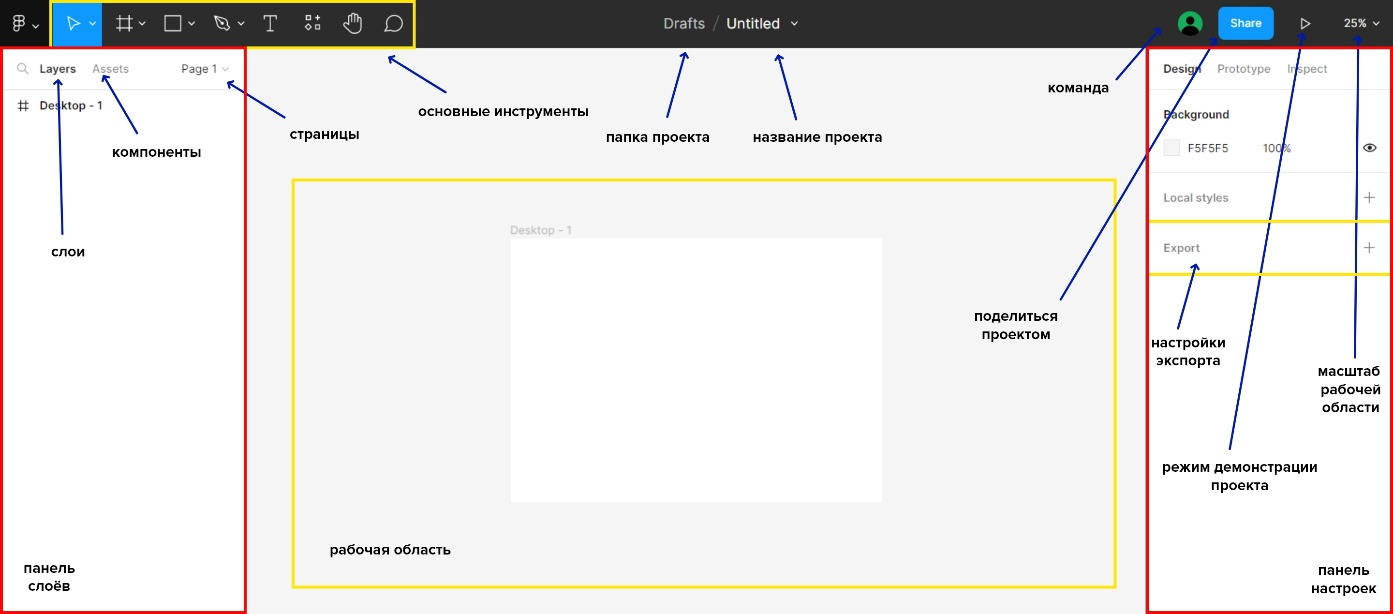 Drafts / Untitled
Share
25%
Layers
Assets
Page 1
Desktop - 1
основные инструменты
страницы
компоненты
слои
папка проекта
название проекта
команда
Design
Prototype
Inspect
Background
F5F5F5
100%
Local styles
Export
Desktop - 1
поделиться
проектом
настройки
экспорта
масштаб
рабочей
области
режим демонстрации
проекта
рабочая область
панель
слоёв
панель
настроек